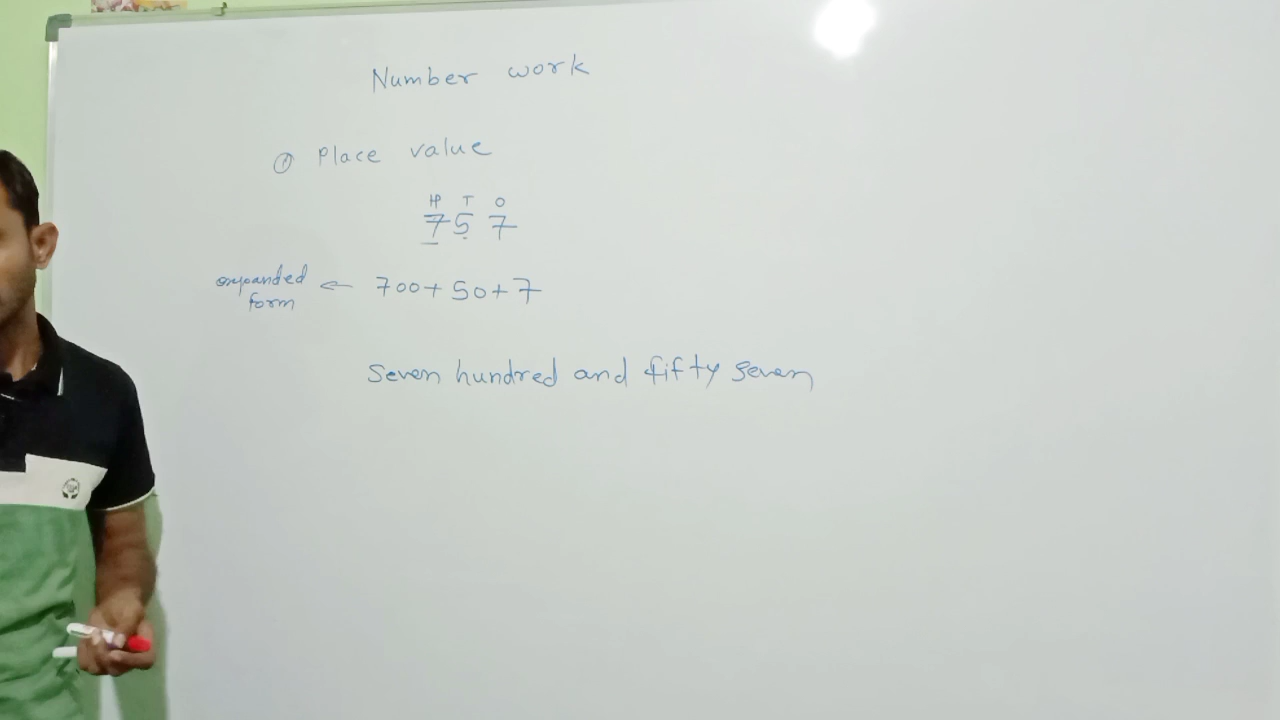 Number work
① Place value
H T O
7 5 7
expanded form ← 700 + 50 + 7
Seven hundred and fifty seven